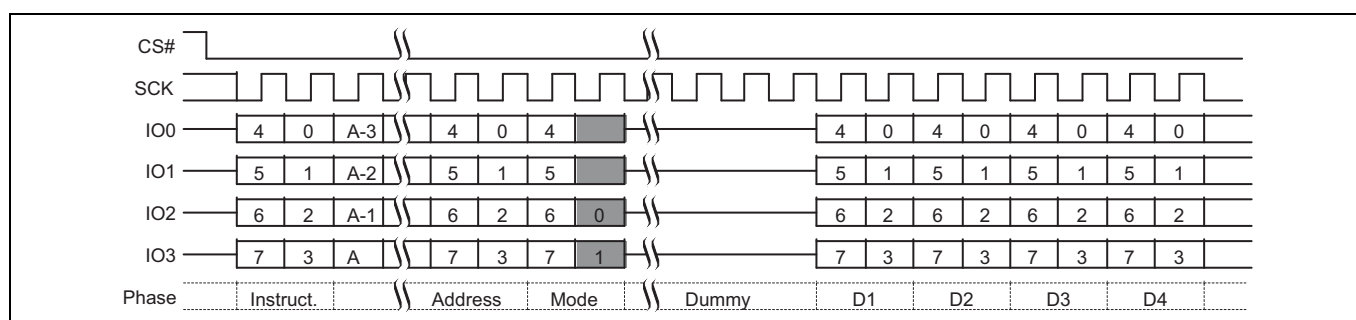 CS#
SCK
IO0 4 0 A-3 4 0 4 4 0 4 0 4 0 4 0
IO1 5 1 A-2 5 1 5 5 1 5 1 5 1 5 1
IO2 6 2 A-1 6 2 6 0 6 2 6 2 6 2 6 2
IO3 7 3 A 7 3 7 1 7 3 7 3 7 3 7 3
Phase Instruct. Address Mode Dummy D1 D2 D3 D4